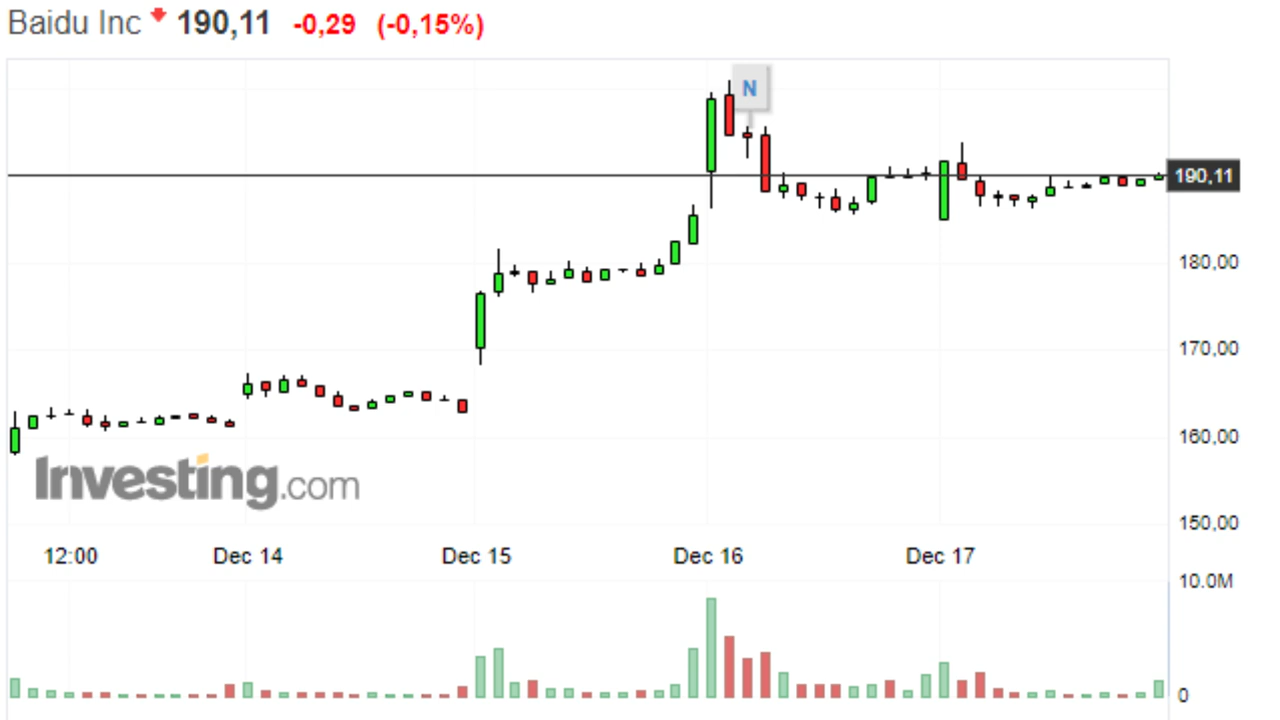 Baidu Inc 190,11 -0,29 (-0,15%)
N
190,11
180,00
170,00
160,00
Investing.com
150,00
12:00 Dec 14 Dec 15 Dec 16 Dec 17
10.0M
0